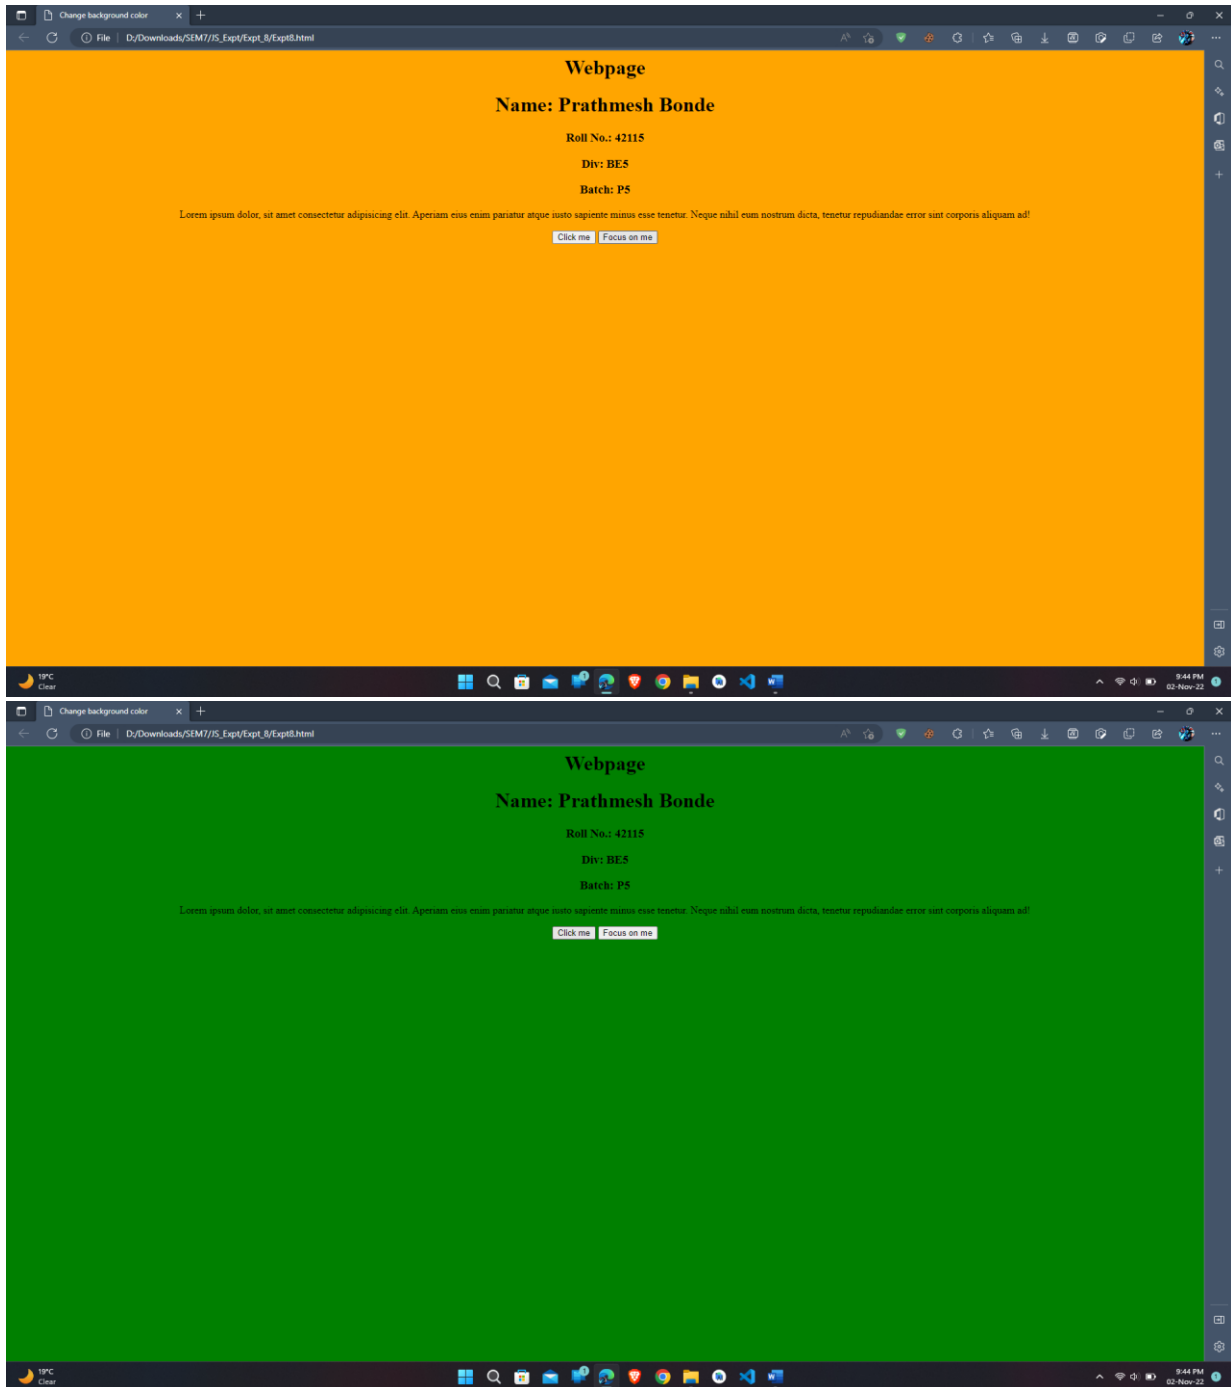 Change background color
File D:/Downloads/SEM7/JS_Expt/Expt_8/Expt8.html
Webpage
Name: Prathmesh Bonde
Roll No.: 42115
Div: BE5
Batch: P5
Lorem ipsum dolor, sit amet consectetur adipisicing elit. Aperiam eius enim pariatur atque iusto sapiente minus esse tenetur. Neque nihil eum nostrum dicta, tenetur repudiandae error sint corporis aliquam ad!
Click me Focus on me
19°C
Clear
9:44 PM
02-Nov-22
Change background color
File D:/Downloads/SEM7/JS_Expt/Expt_8/Expt8.html
Webpage
Name: Prathmesh Bonde
Roll No.: 42115
Div: BE5
Batch: P5
Lorem ipsum dolor, sit amet consectetur adipisicing elit. Aperiam eius enim pariatur atque iusto sapiente minus esse tenetur. Neque nihil eum nostrum dicta, tenetur repudiandae error sint corporis aliquam ad!
Click me Focus on me
19°C
Clear
9:44 PM
02-Nov-22